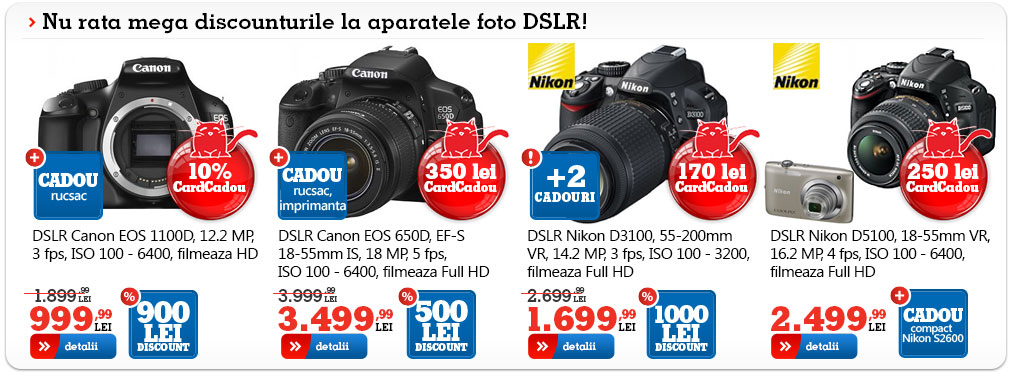 Nu rata mega discounturile la aparatele foto DSLR!
Canon
EOS
+
CADOU
rucsac
10%
CardCadou
DSLR Canon EOS 1100D, 12.2 MP,
3 fps, ISO 100 - 6400, filmeaza HD
1.899,99
LEI
999,99
LEI
%
900
LEI
DISCOUNT
detalii
Canon
EOS
650D
ZOOM LENS EF-S 18-55mm
+
CADOU
rucsac,
imprimanta
350 lei
CardCadou
DSLR Canon EOS 650D, EF-S
18-55mm IS, 18 MP, 5 fps,
ISO 100 - 6400, filmeaza Full HD
3.999,99
LEI
3.499,99
LEI
%
500
LEI
DISCOUNT
detalii
Nikon
Nikon
D3100
!
+2
CADOURI
170 lei
CardCadou
DSLR Nikon D3100, 55-200mm
VR, 14.2 MP, 3 fps, ISO 100 - 3200,
filmeaza Full HD
2.699,99
LEI
1.699,99
LEI
%
1000
LEI
DISCOUNT
detalii
Nikon
Nikon
D5100
Nikon
250 lei
CardCadou
DSLR Nikon D5100, 18-55mm VR,
16.2 MP, 4 fps, ISO 100 - 6400,
filmeaza Full HD
2.499,99
LEI
+
CADOU
compact
Nikon S2600
detalii